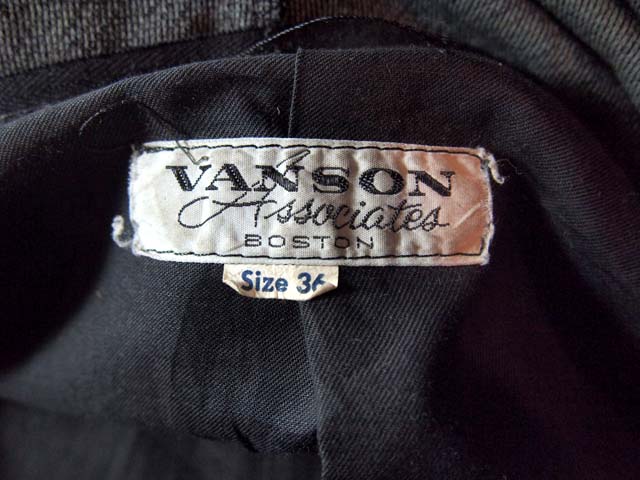 VANSON
Associates
BOSTON
Size 36